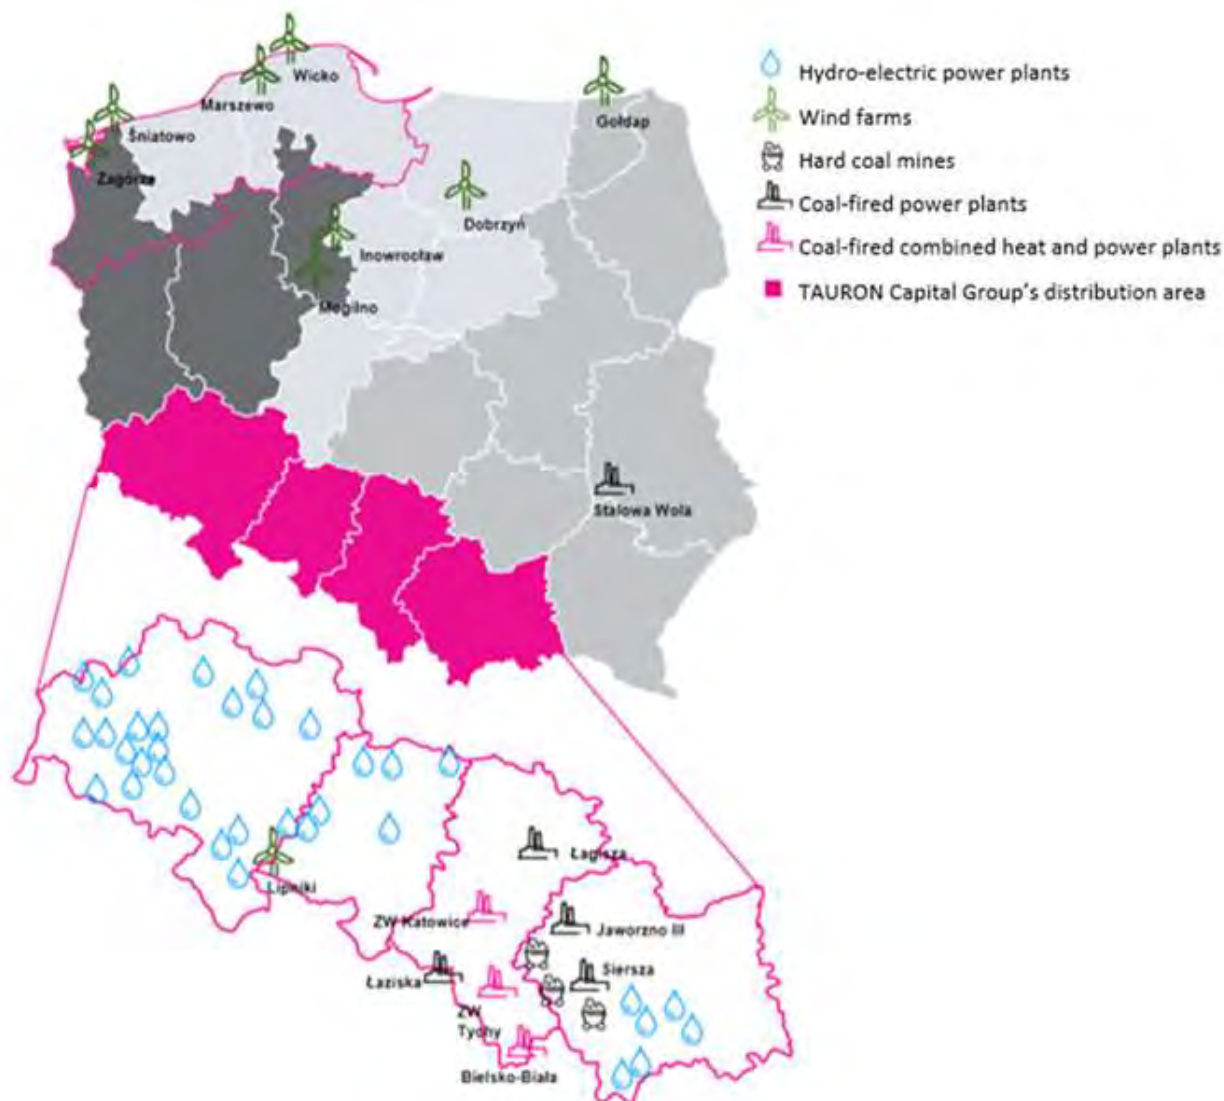 Wicko
Marszewo
Śniatowo
Zagórze
Gołdap
Dobrzyń
Inowrocław
Mogilno
Stalowa Wola
Hydro-electric power plants
Wind farms
Hard coal mines
Coal-fired power plants
Coal-fired combined heat and power plants
TAURON Capital Group's distribution area
Lipniki
Łagisza
ZW Katowice
Jaworzno III
Łaziska
Siersza
ZW
Tychy
Bielsko-Biała